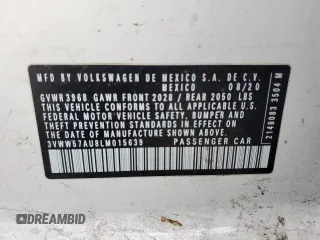 MFD BY VOLKSWAGEN DE MEXICO S.A. DE C.V.
MEXICO 08/20
GVWR 3968 GAWR FRONT 2028 / REAR 2050 LBS
THIS VEHICLE CONFORMS TO ALL APPLICABLE U.S.
FEDERAL MOTOR VEHICLE SAFETY, BUMPER AND
THEFT PREVENTION STANDARDS IN EFFECT
ON THE DATE OF MANUFACTURE SHOWN ABOVE
3VWW57AU8LM015639 PASSENGER CAR
2148083 3504 M